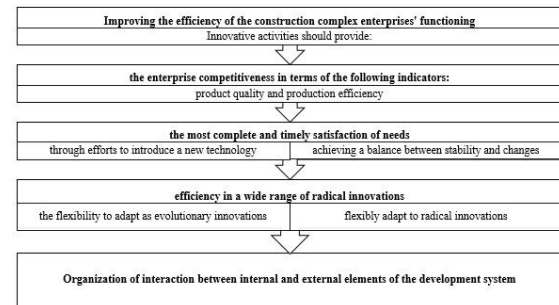 Improving the efficiency of the construction complex enterprises' functioning
Innovative activities should provide:
the enterprise competitiveness in terms of the following indicators:
product quality and production efficiency
the most complete and timely satisfaction of needs
through efforts to introduce a new technology
achieving a balance between stability and changes
efficiency in a wide range of radical innovations
the flexibility to adapt as evolutionary innovations
flexibly adapt to radical innovations
Organization of interaction between internal and external elements of the development system